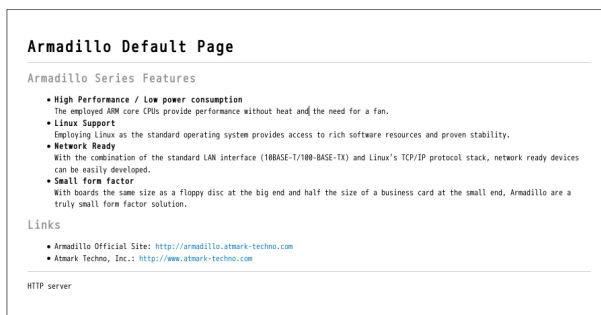 Armadillo Default Page
Armadillo Series Features
● High Performance / Low power consumption
The employed ARM core CPUs provide performance without heat and the need for a fan.
● Linux Support
Employing Linux as the standard operating system provides access to rich software resources and proven stability.
● Network Ready
With the combination of the standard LAN interface (10BASE-T/100-BASE-TX) and Linux's TCP/IP protocol stack, network ready devices
can be easily developed.
● Small form factor
With boards the same size as a floppy disc at the big end and half the size of a business card at the small end, Armadillo are a
truly small form factor solution.
Links
● Armadillo Official Site: http://armadillo.atmark-techno.com
● Atmark Techno, Inc.: http://www.atmark-techno.com
HTTP server